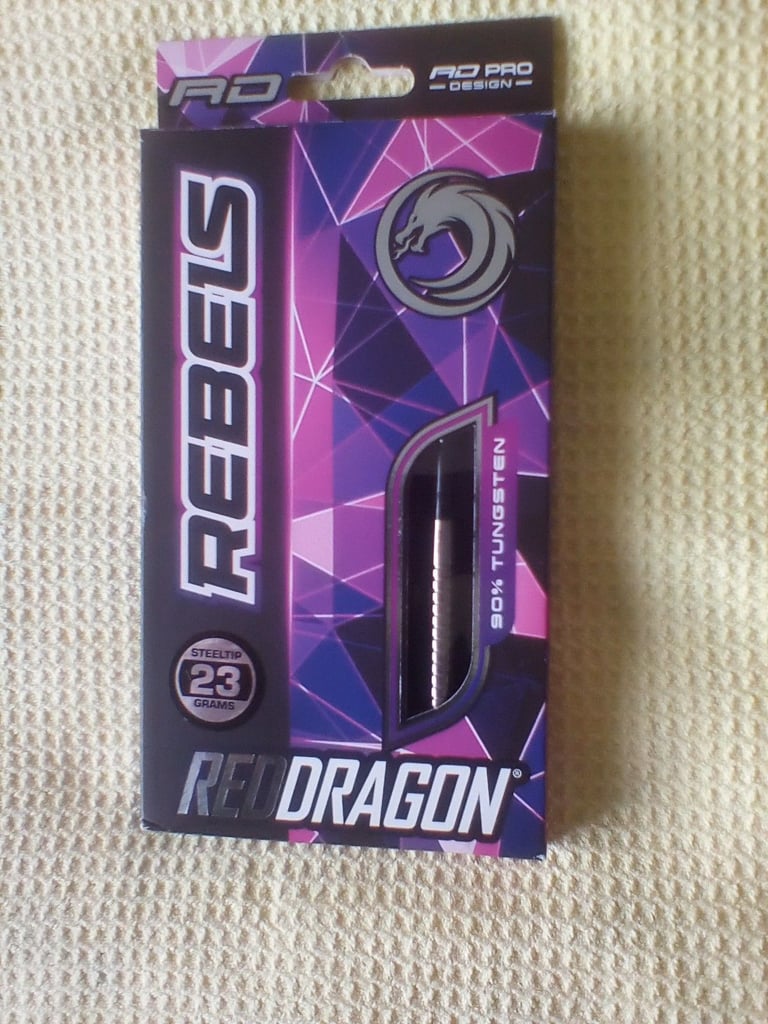 RD
RD PRO
DESIGN
REBELS
90% TUNGSTEN
STEELTIP
23
GRAMS
REDDRAGON®